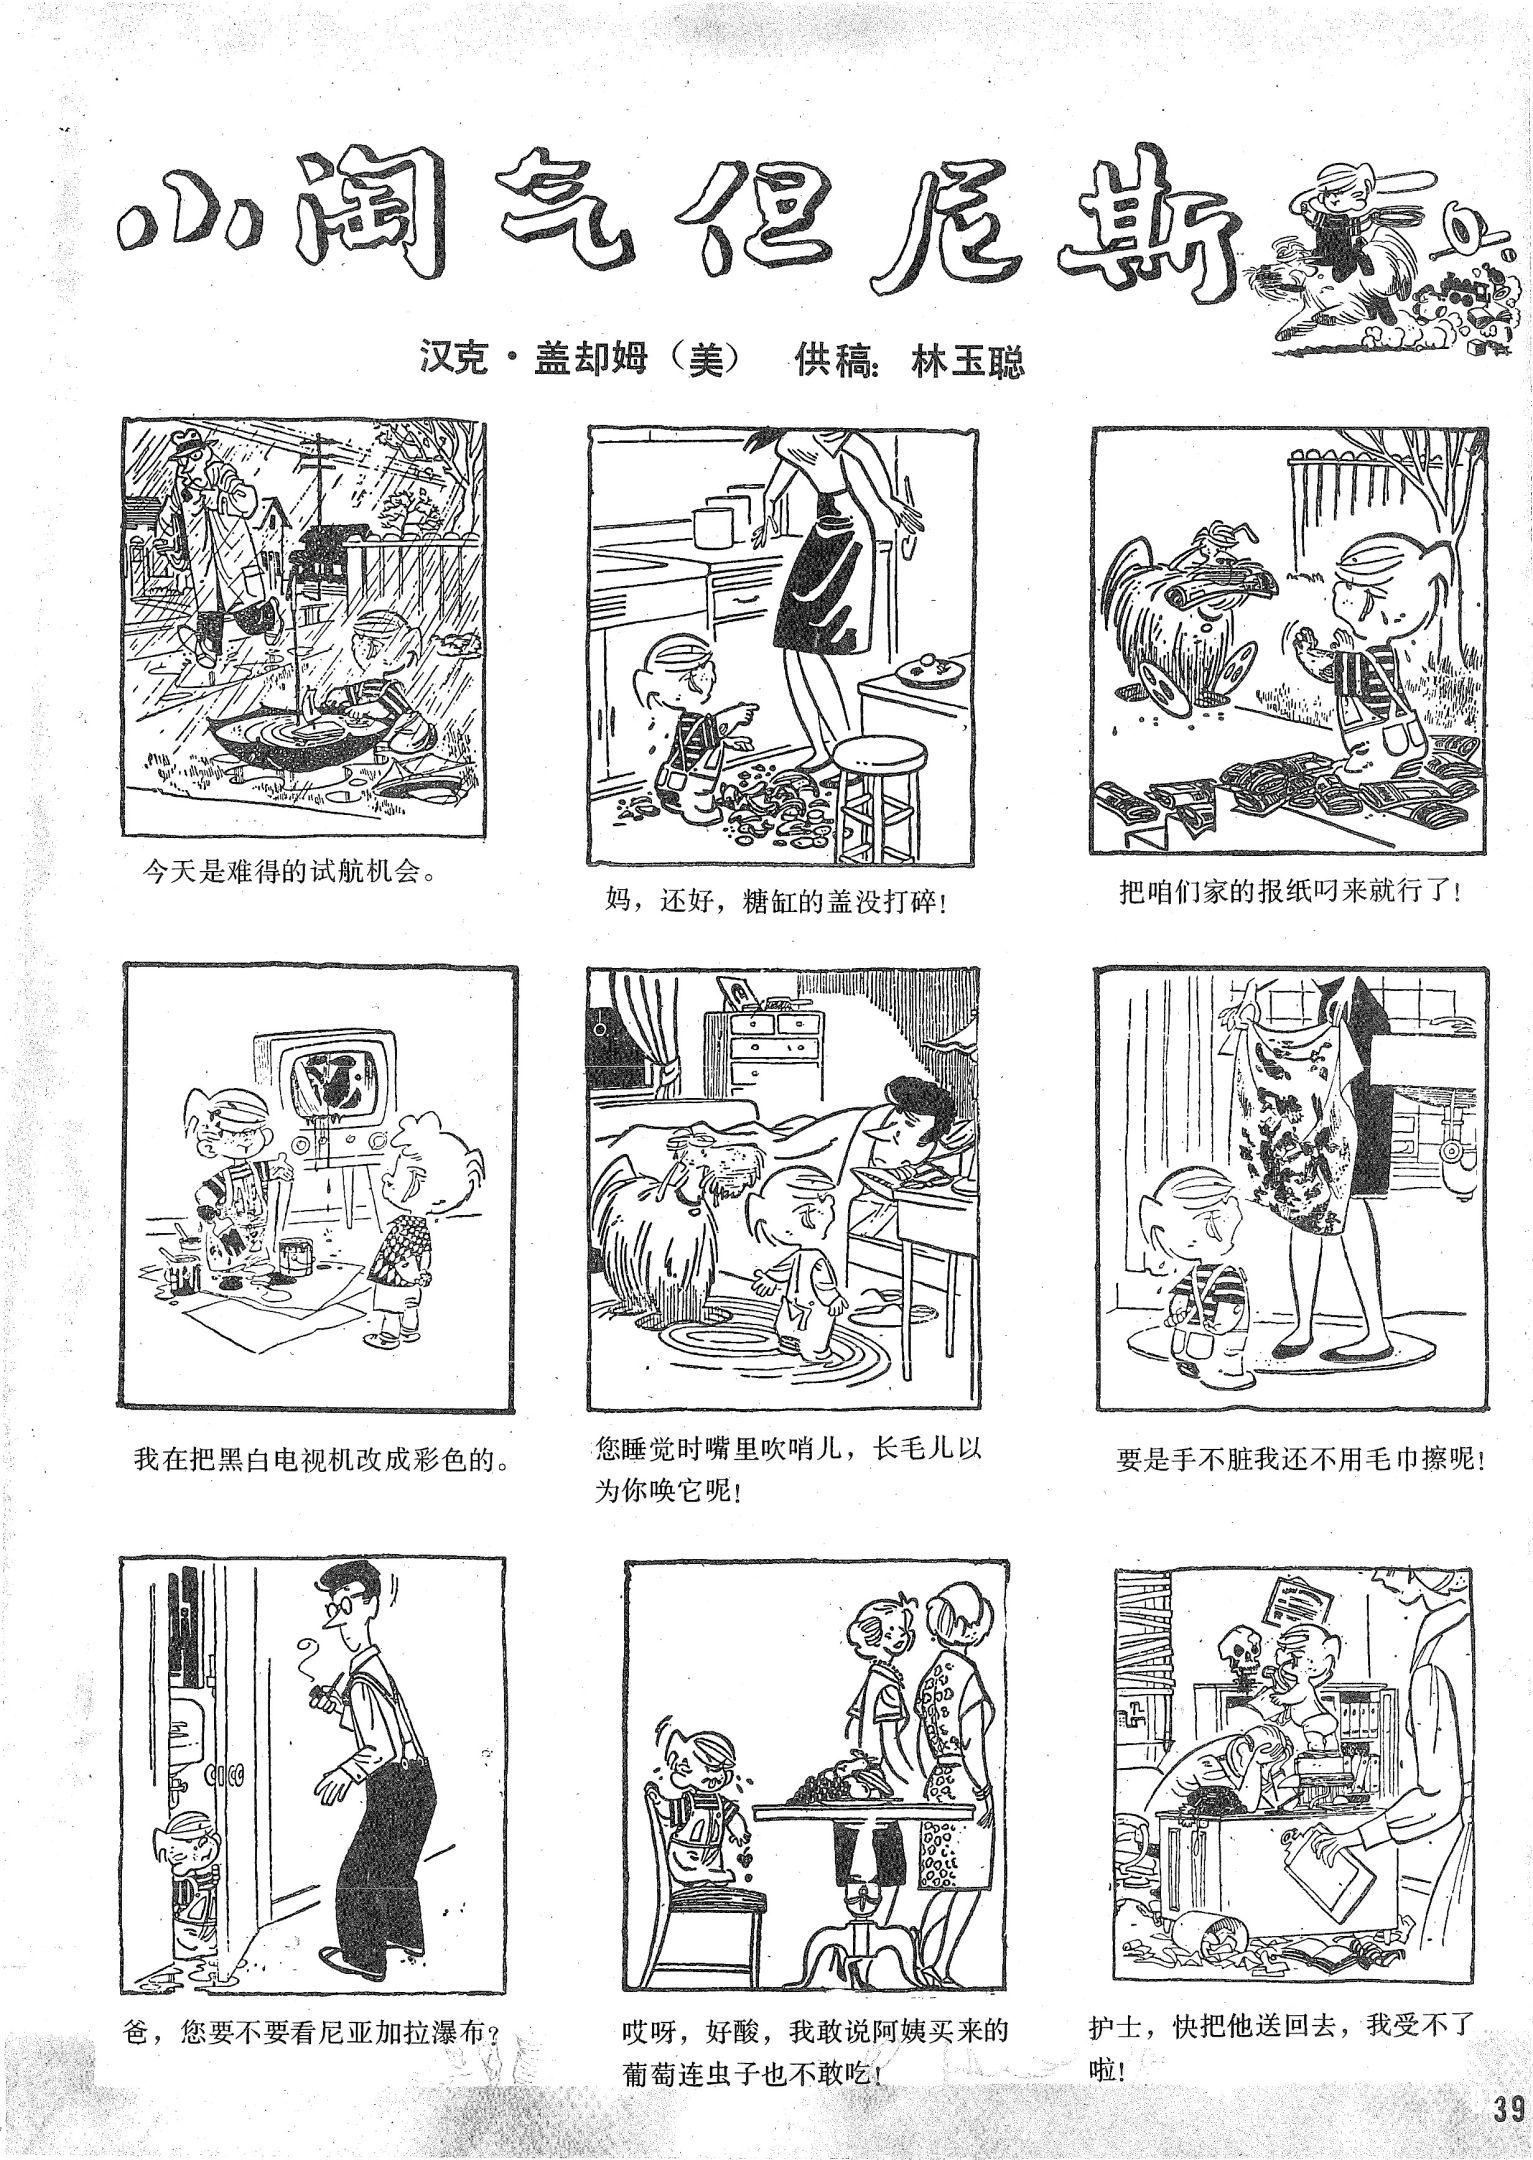 小淘气但尼斯
汉克·盖却姆（美） 供稿：林玉聪
今天是难得的试航机会。
妈，还好，糖缸的盖没打碎！
把咱们家的报纸叼来就行了！
我在把黑白电视机改成彩色的。
您睡觉时嘴里吹哨儿，长毛儿以
为你唤它呢！
要是手不脏我还不用毛巾擦呢！
爸，您要不要看尼亚加拉瀑布？
哎呀，好酸，我敢说阿姨买来的
葡萄连虫子也不敢吃！
护士，快把他送回去，我受不了
啦！
39